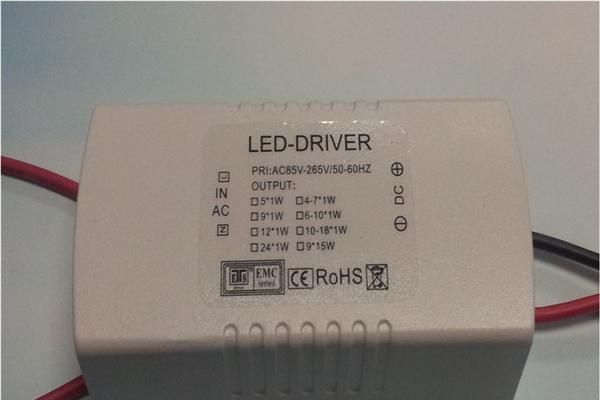 LED-DRIVER
PRI:AC85V-265V/50-60HZ
OUTPUT:
□5*1W □4-7*1W
□9*1W □6-10*1W
□12*1W □10-18*1W
□24*1W □9*15W
L
IN
AC
N
DC
EMC
tested
CE RoHS